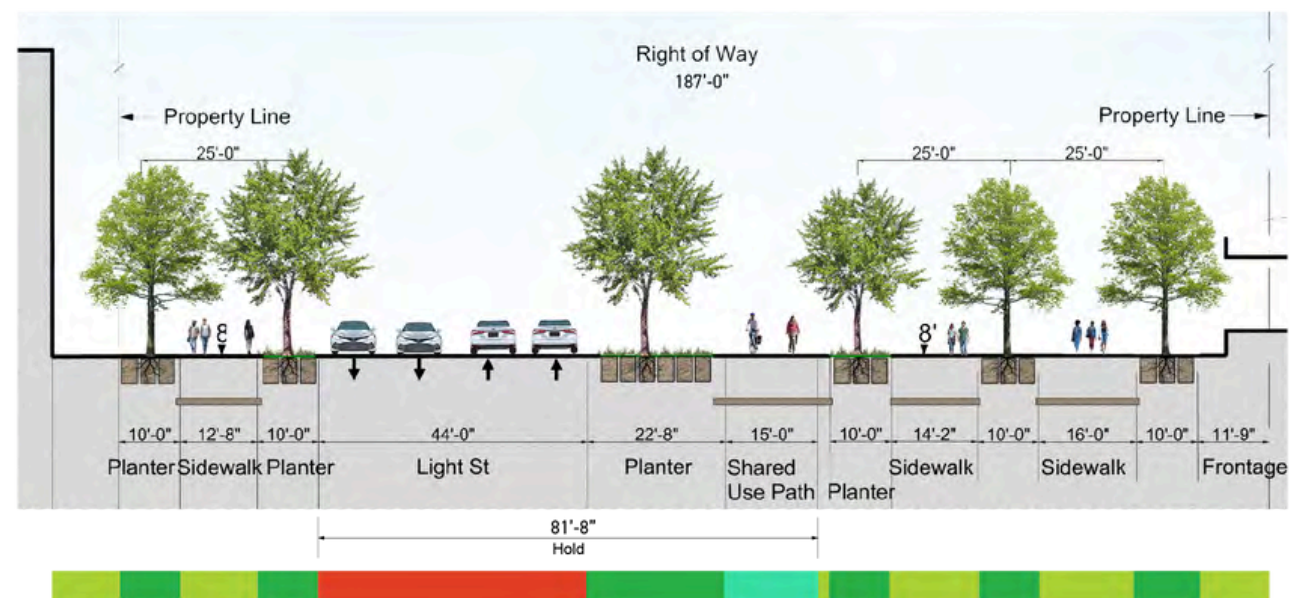 Right of Way
187'-0"
Property Line
Property Line
25'-0"
25'-0"
25'-0"
8
8'
10'-0"
12'-8"
10'-0"
44'-0"
22'-8"
15'-0"
10'-0"
14'-2"
10'-0"
16'-0"
10'-0"
11'-9"
Planter
Sidewalk
Planter
Light St
Planter
Shared
Use Path
Planter
Sidewalk
Sidewalk
Frontage
81'-8"
Hold